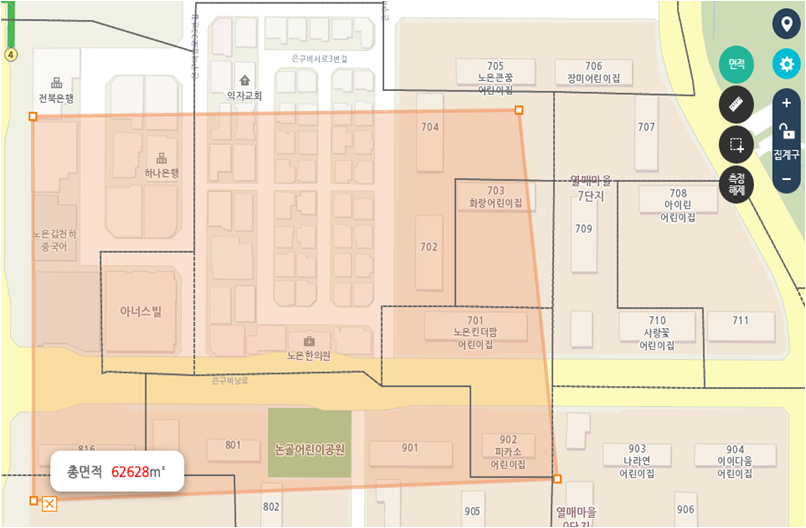 4
은구비서로3번길
705
노은큰꿈
어린이집
706
장미어린이집
면적
전북은행
익자교회
704
707
집계구
하나은행
측정
해제
703
화랑어린이집
열매마을
7단지
708
아이린
어린이집
709
702
노은갑천하
중국어
아너스빌
701
노은킨더맘
어린이집
710
사랑꽃
어린이집
711
노은한의원
은구비남로
816
801
논골어린이공원
901
902
피카소
어린이집
903
나라연
어린이집
904
아이다움
어린이집
총면적 62628㎡
802
905
열매마을
906